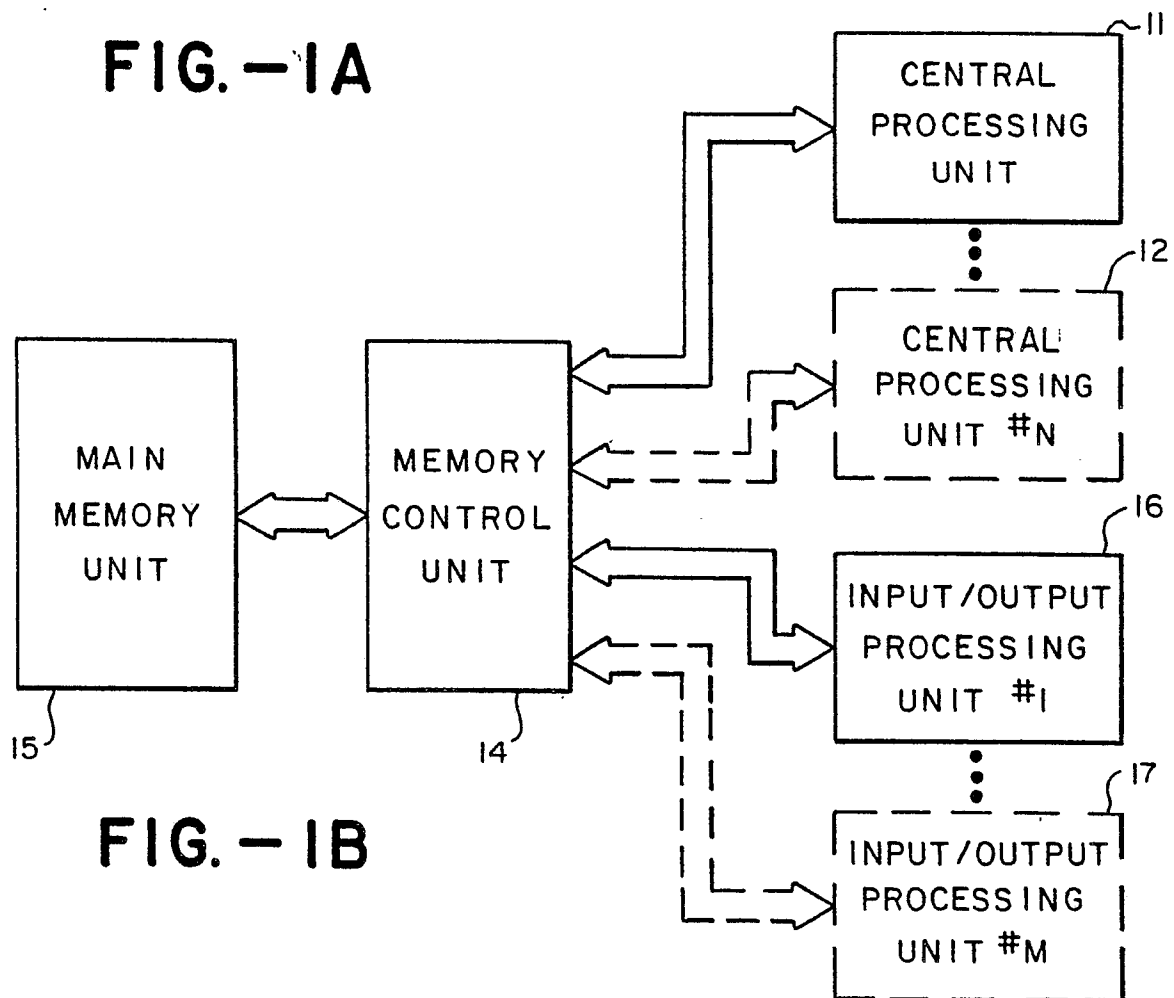 FIG.-1A
11
CENTRAL
PROCESSING
UNIT
12
CENTRAL
PROCESSING
UNIT #N
MAIN
MEMORY
UNIT
15
MEMORY
CONTROL
UNIT
14
16
INPUT/OUTPUT
PROCESSING
UNIT #1
17
INPUT/OUTPUT
PROCESSING
UNIT #M
FIG.-1B